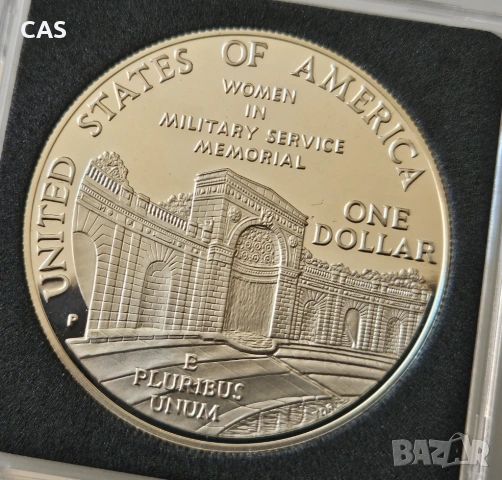 CAS
UNITED STATES OF AMERICA
WOMEN
IN
MILITARY SERVICE
MEMORIAL
ONE
DOLLAR
P
E
PLURIBUS
UNUM
BAZAR